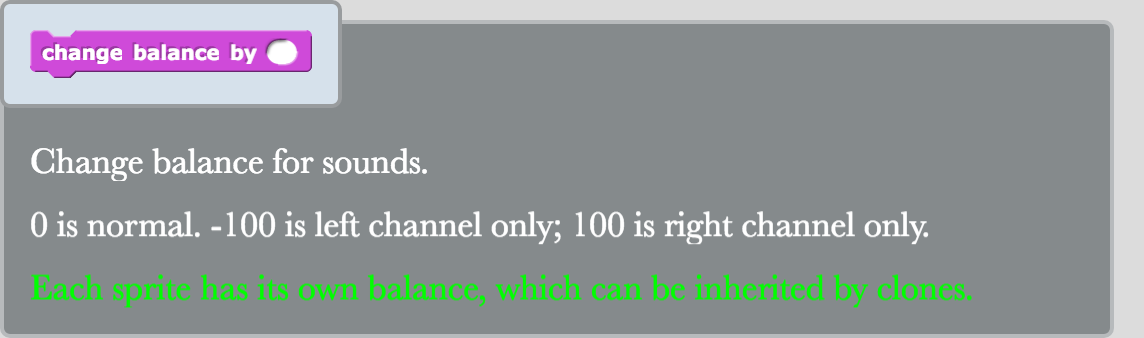 change balance by
Change balance for sounds.
0 is normal. -100 is left channel only; 100 is right channel only.
Each sprite has its own balance, which can be inherited by clones.